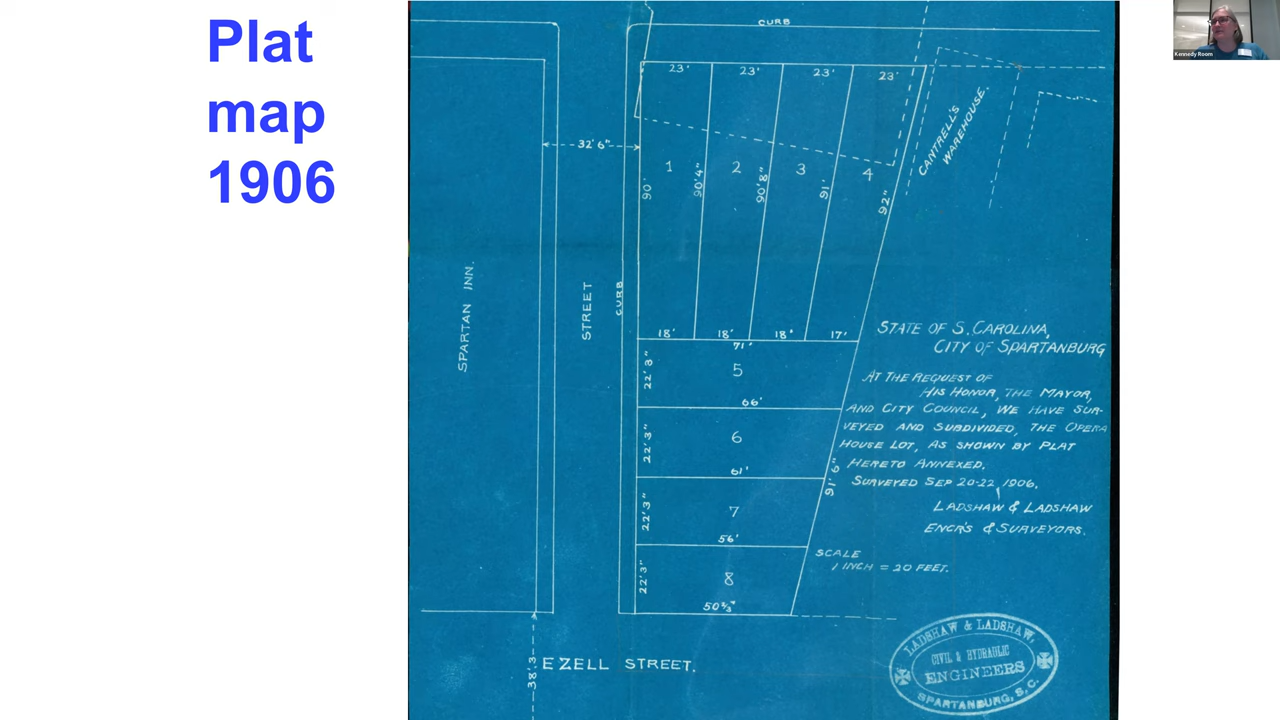 Plat
map
1906
Kennedy Room
CURB
23' 23' 23' 23'
CANTRELL'S
WAREHOUSE.
32'6"
1 2 3 4
90' 90'4" 90'8" 91' 92"
SPARTAN INN.
STREET
CURB
18' 18' 18' 17'
71'
22'3" 5
66'
22'3" 6
61'
22'3" 7
56'
22'3" 8
50⅔"
91'6"
STATE OF S. CAROLINA,
CITY OF SPARTANBURG
AT THE REQUEST OF
HIS HONOR, THE MAYOR,
AND CITY COUNCIL, WE HAVE SUR-
VEYED AND SUBDIVIDED, THE OPERA
HOUSE LOT, AS SHOWN BY PLAT
HERETO ANNEXED.
SURVEYED SEP 20-22, 1906.
LADSHAW & LADSHAW
ENGR'S & SURVEYORS.
SCALE
1 INCH = 20 FEET.
38'.3
EZELL STREET.
LADSHAW & LADSHAW,
CIVIL & HYDRAULIC
ENGINEERS
SPARTANBURG, S.C.